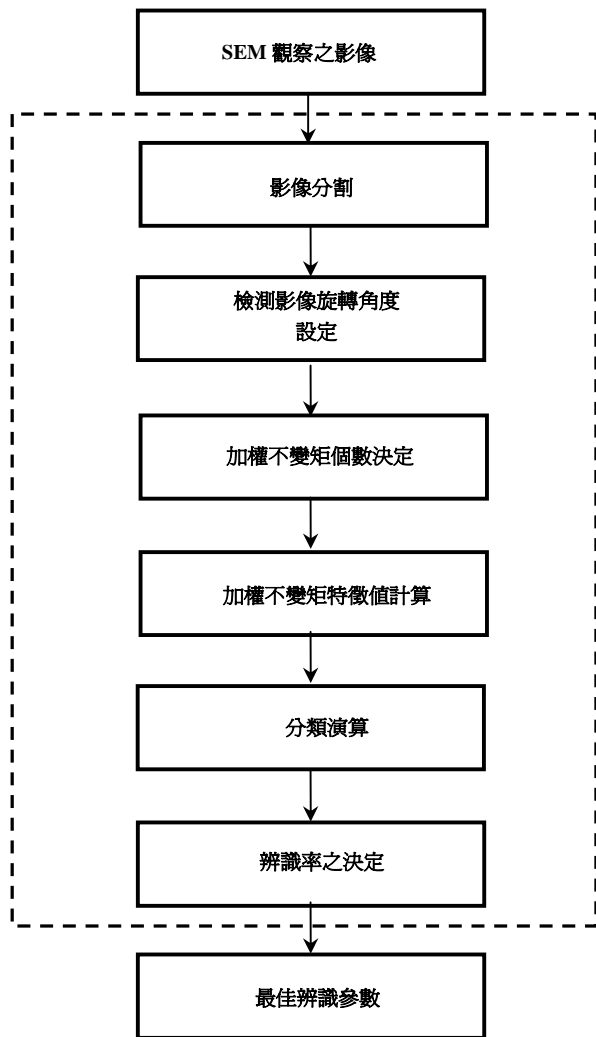 SEM 觀察之影像
影像分割
檢測影像旋轉角度
設定
加權不變矩個數決定
加權不變矩特徵值計算
分類演算
辨識率之決定
最佳辨識參數